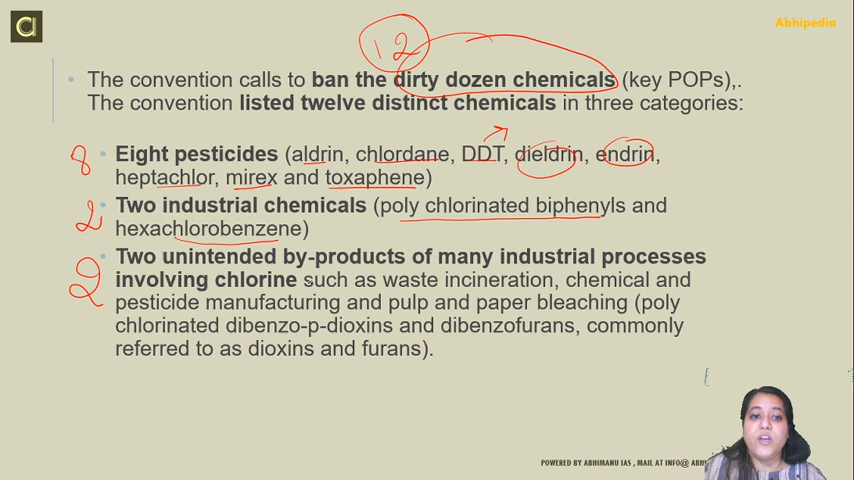 a
Abhipedia
12
• The convention calls to ban the dirty dozen chemicals (key POPs),.
The convention listed twelve distinct chemicals in three categories:
8 • Eight pesticides (aldrin, chlordane, DDT, dieldrin, endrin,
heptachlor, mirex and toxaphene)
2 • Two industrial chemicals (poly chlorinated biphenyls and
hexachlorobenzene)
2 • Two unintended by-products of many industrial processes
involving chlorine such as waste incineration, chemical and
pesticide manufacturing and pulp and paper bleaching (poly
chlorinated dibenzo-p-dioxins and dibenzofurans, commonly
referred to as dioxins and furans).
POWERED BY ABHIMANU IAS , MAIL AT INFO@